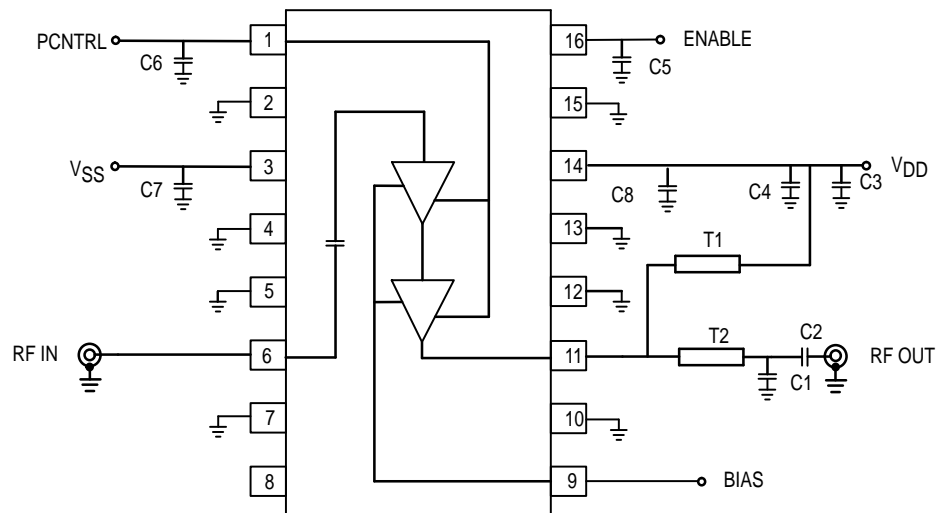 PCNTRL
C6
1
16
ENABLE
C5
2
15
VSS
C7
3
14
C8
C4
C3
VDD
4
13
T1
5
12
RF IN
6
11
T2
C2
C1
RF OUT
7
10
8
9
BIAS